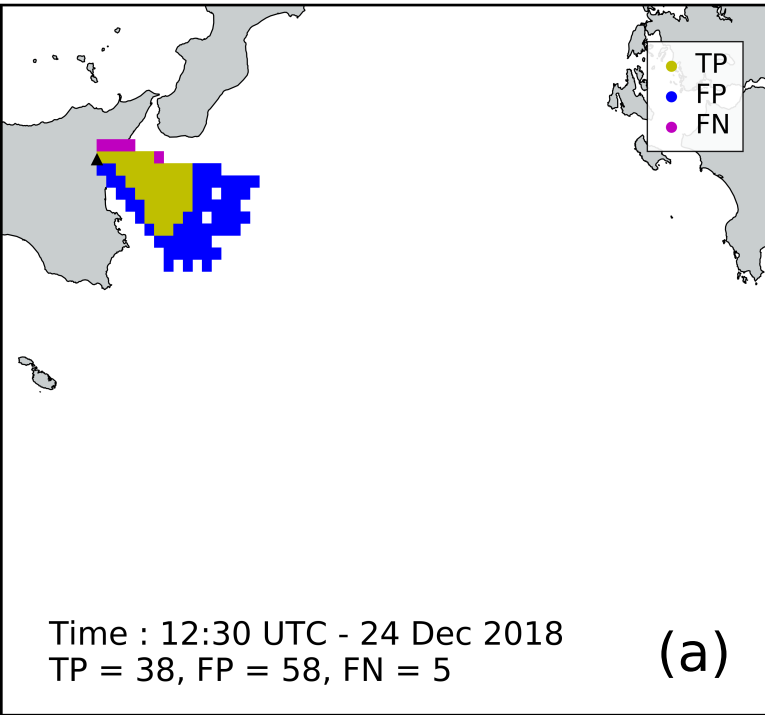 TP
FP
FN
Time : 12:30 UTC - 24 Dec 2018
TP = 38, FP = 58, FN = 5
(a)